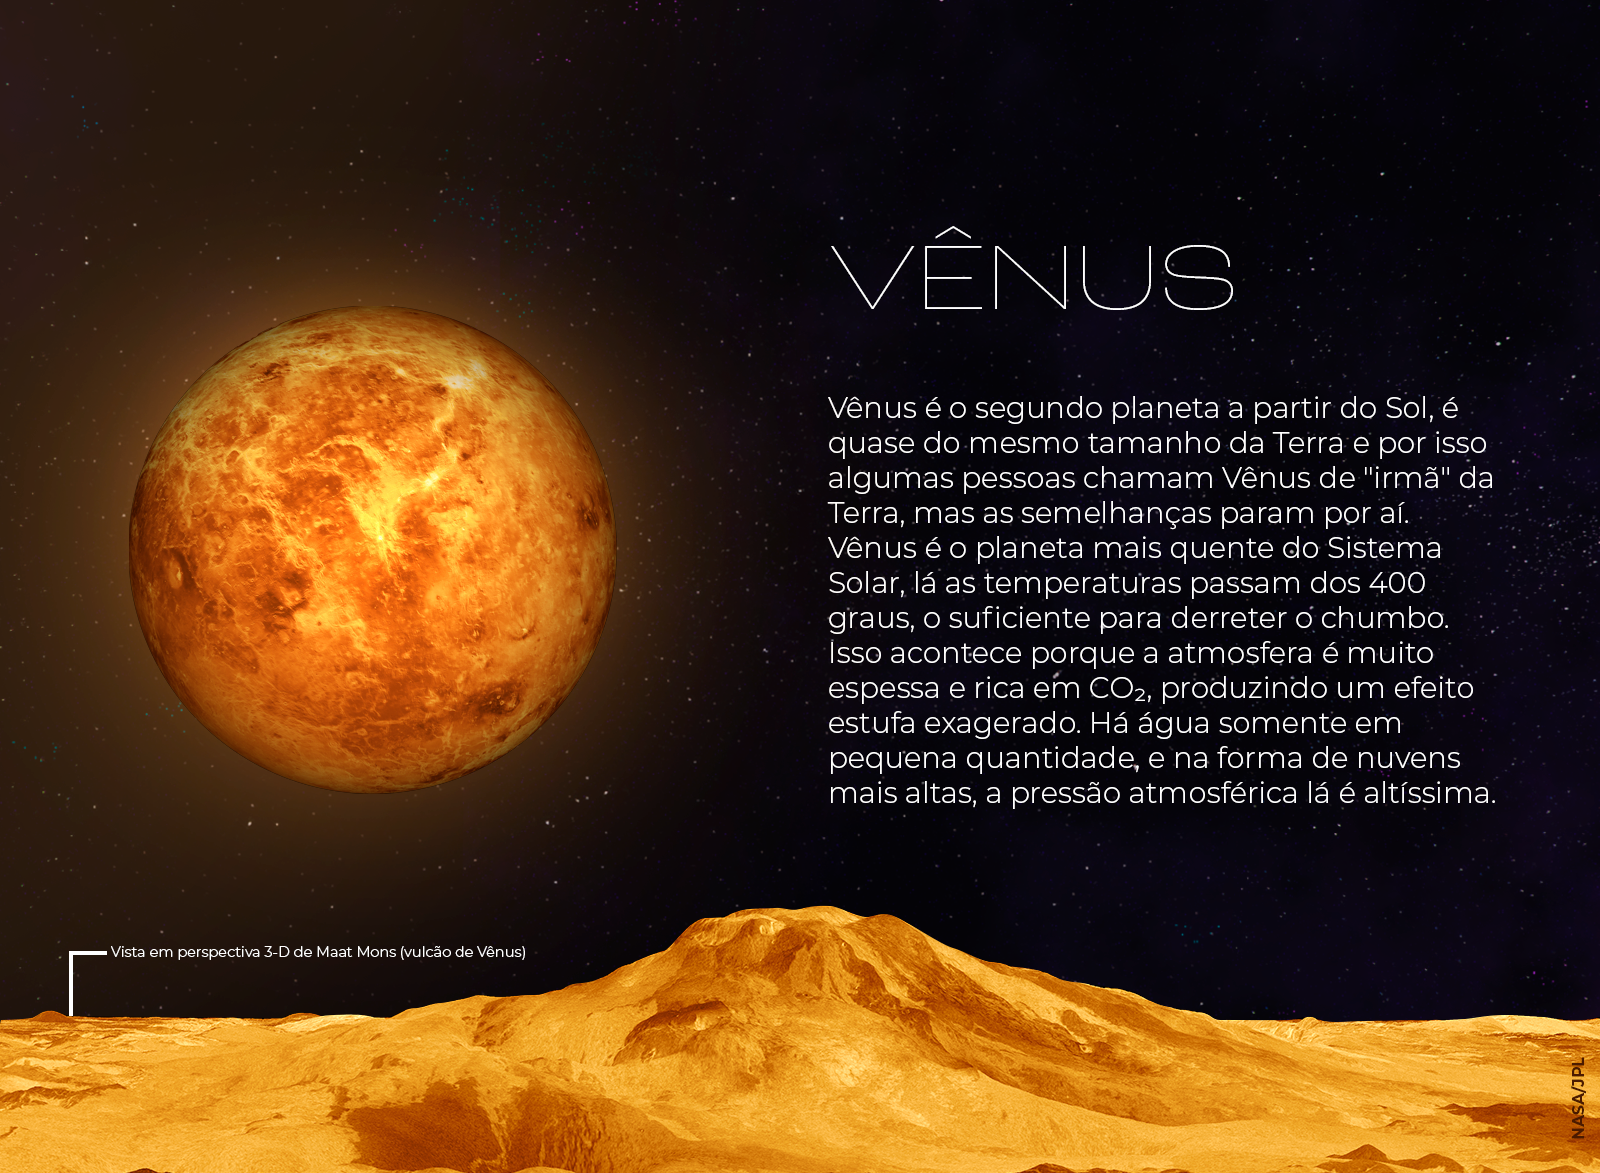 VÊNUS
Vênus é o segundo planeta a partir do Sol, é
quase do mesmo tamanho da Terra e por isso
algumas pessoas chamam Vênus de "irmã" da
Terra, mas as semelhanças param por aí.
Vênus é o planeta mais quente do Sistema
Solar, lá as temperaturas passam dos 400
graus, o suficiente para derreter o chumbo.
Isso acontece porque a atmosfera é muito
espessa e rica em CO₂, produzindo um efeito
estufa exagerado. Há água somente em
pequena quantidade, e na forma de nuvens
mais altas, a pressão atmosférica lá é altíssima.
Vista em perspectiva 3-D de Maat Mons (vulcão de Vênus)
NASA/JPL